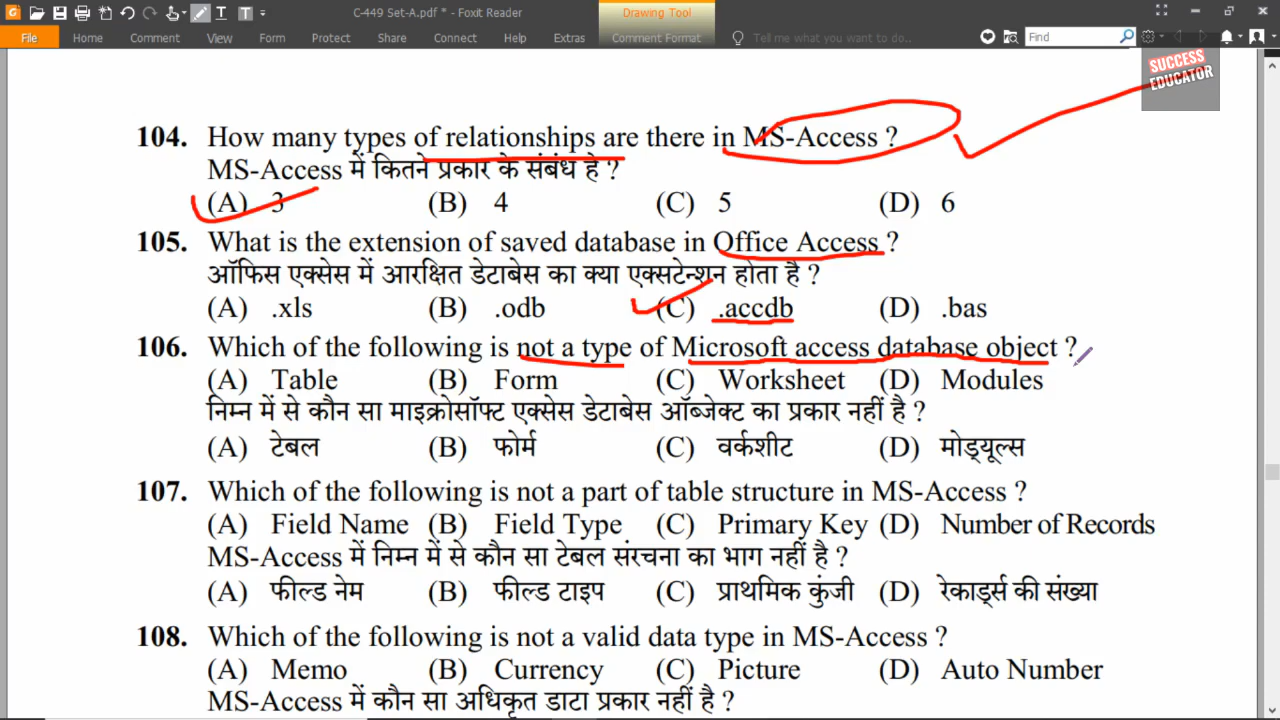 C-449 Set-A.pdf * - Foxit Reader
Drawing Tool
File Home Comment View Form Protect Share Connect Help Extras Comment Format Tell me what you want to do.. Find
SUCCESS
EDUCATOR
104. How many types of relationships are there in MS-Access ?
MS-Access में कितने प्रकार के संबंध है ?
(A) 3 (B) 4 (C) 5 (D) 6
105. What is the extension of saved database in Office Access ?
ऑफिस एक्सेस में आरक्षित डेटाबेस का क्या एक्सटेन्शन होता है ?
(A) .xls (B) .odb (C) .accdb (D) .bas
106. Which of the following is not a type of Microsoft access database object ?
(A) Table (B) Form (C) Worksheet (D) Modules
निम्न में से कौन सा माइक्रोसॉफ्ट एक्सेस डेटाबेस ऑब्जेक्ट का प्रकार नहीं है ?
(A) टेबल (B) फोर्म (C) वर्कशीट (D) मोड्यूल्स
107. Which of the following is not a part of table structure in MS-Access ?
(A) Field Name (B) Field Type (C) Primary Key (D) Number of Records
MS-Access में निम्न में से कौन सा टेबल संरचना का भाग नहीं है ?
(A) फील्ड नेम (B) फील्ड टाइप (C) प्राथमिक कुंजी (D) रेकार्ड्स की संख्या
108. Which of the following is not a valid data type in MS-Access ?
(A) Memo (B) Currency (C) Picture (D) Auto Number
MS-Access में कौन सा अधिकृत डाटा प्रकार नहीं है ?